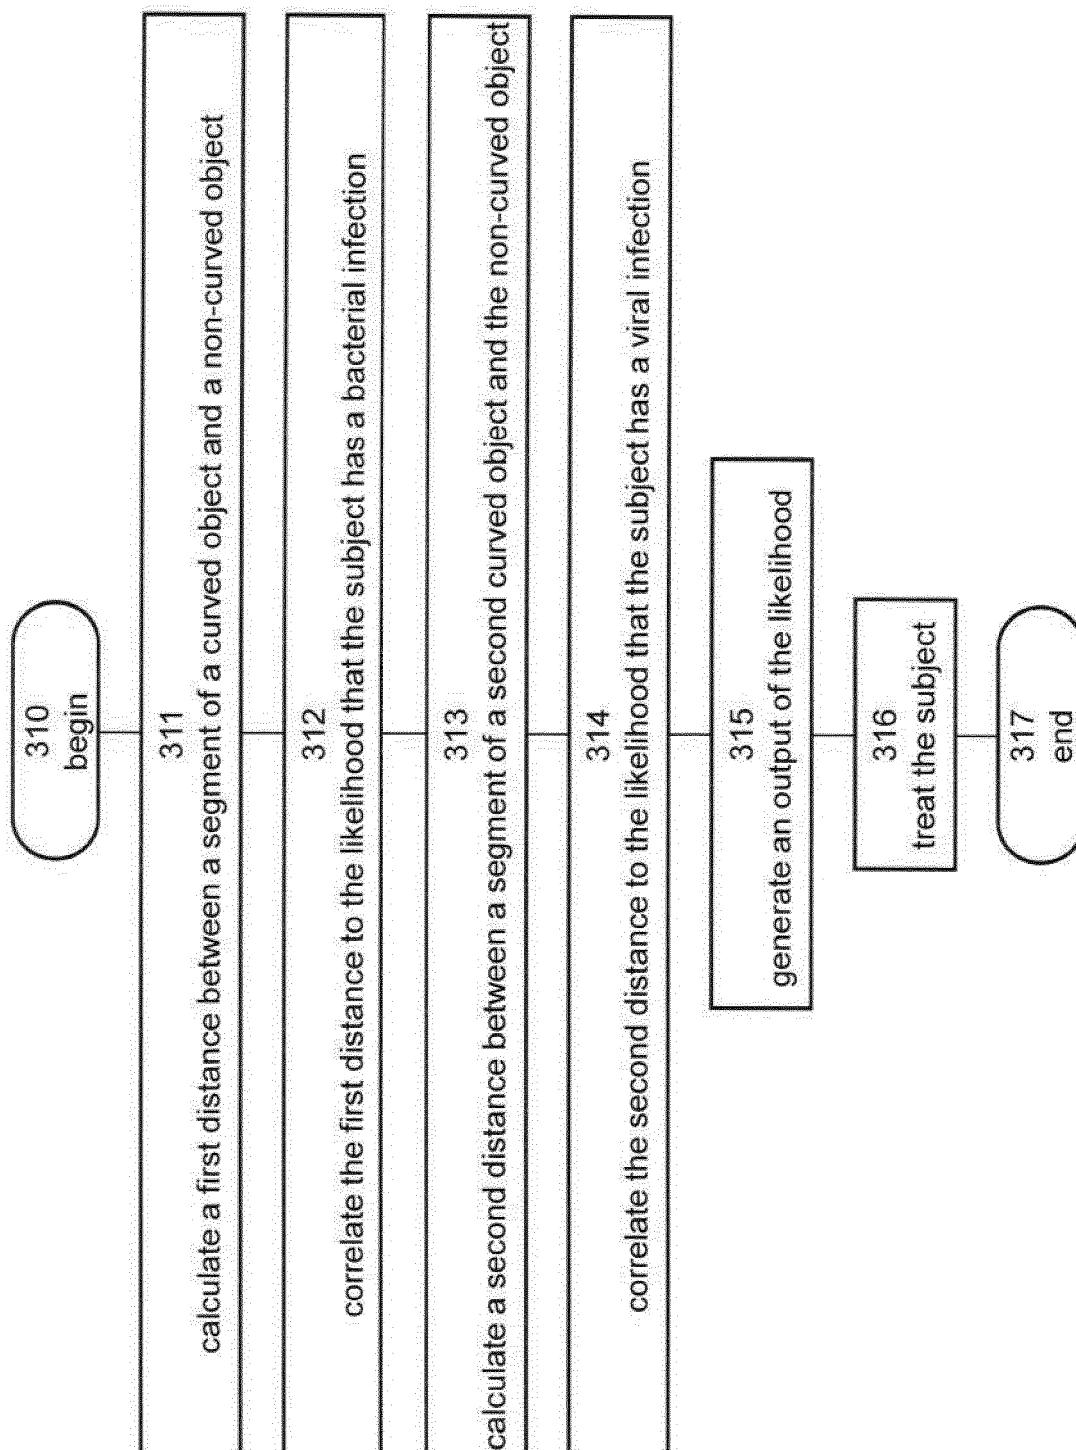 310
begin
311
calculate a first distance between a segment of a curved object and a non-curved object
312
correlate the first distance to the likelihood that the subject has a bacterial infection
313
calculate a second distance between a segment of a second curved object and the non-curved object
314
correlate the second distance to the likelihood that the subject has a viral infection
315
generate an output of the likelihood
316
treat the subject
317
end